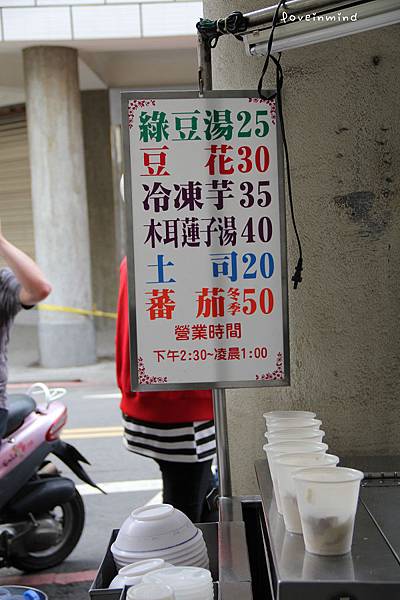 loveinmind
綠豆湯25
豆花30
冷凍芋35
木耳蓮子湯40
土司20
蕃茄冬季50
營業時間
下午2:30~凌晨1:00